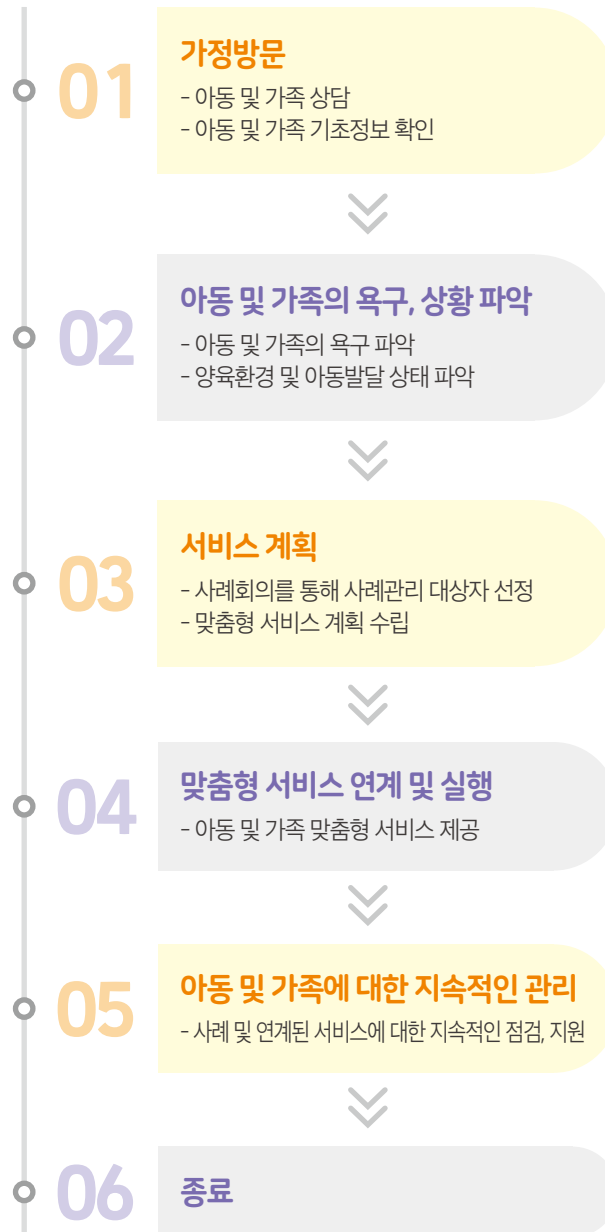 01
가정방문
- 아동 및 가족 상담
- 아동 및 가족 기초정보 확인
02
아동 및 가족의 욕구, 상황 파악
- 아동 및 가족의 욕구 파악
- 양육환경 및 아동발달 상태 파악
03
서비스 계획
- 사례회의를 통해 사례관리 대상자 선정
- 맞춤형 서비스 계획 수립
04
맞춤형 서비스 연계 및 실행
- 아동 및 가족 맞춤형 서비스 제공
05
아동 및 가족에 대한 지속적인 관리
- 사례 및 연계된 서비스에 대한 지속적인 점검, 지원
06
종료